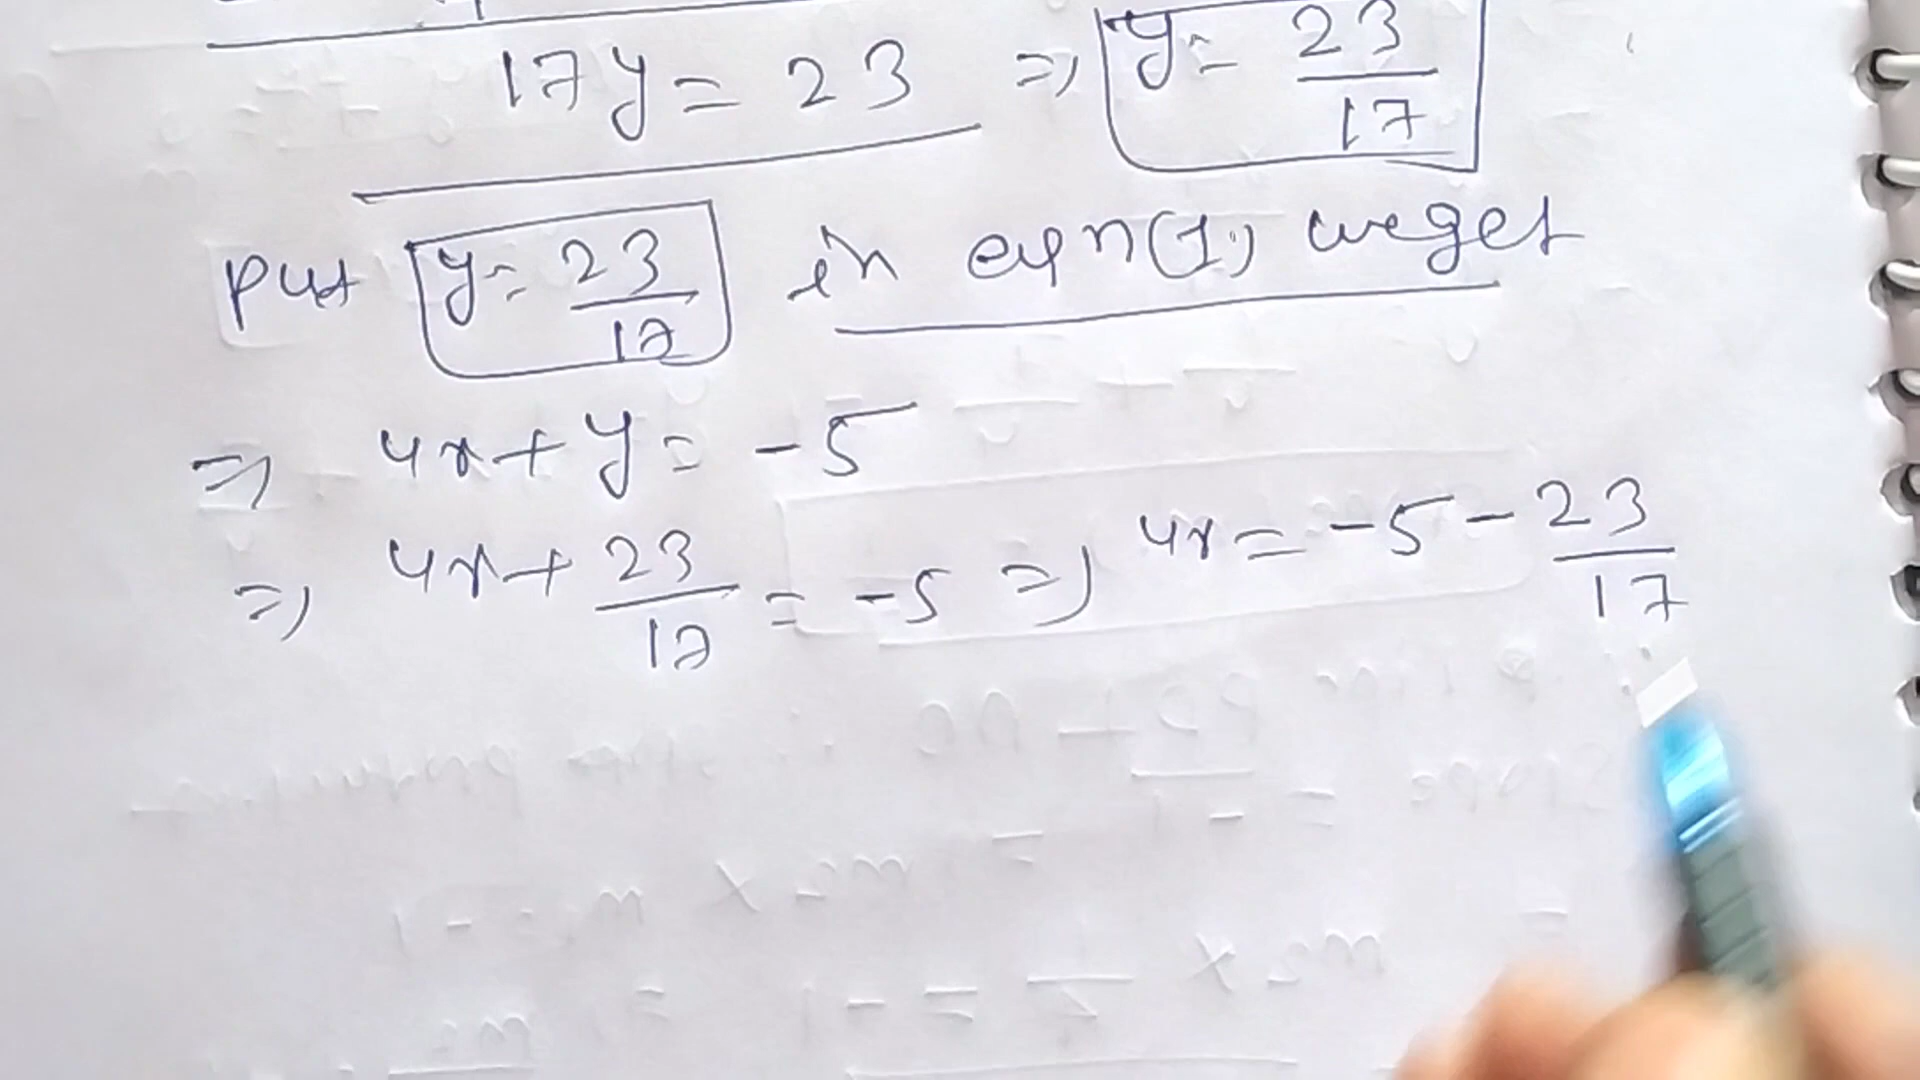 17y = 23 => y = 23/17
put y = 23/17 in eqn(1) we get
=> 4x + y = -5
=> 4x + 23/17 = -5 => 4x = -5 - 23/17